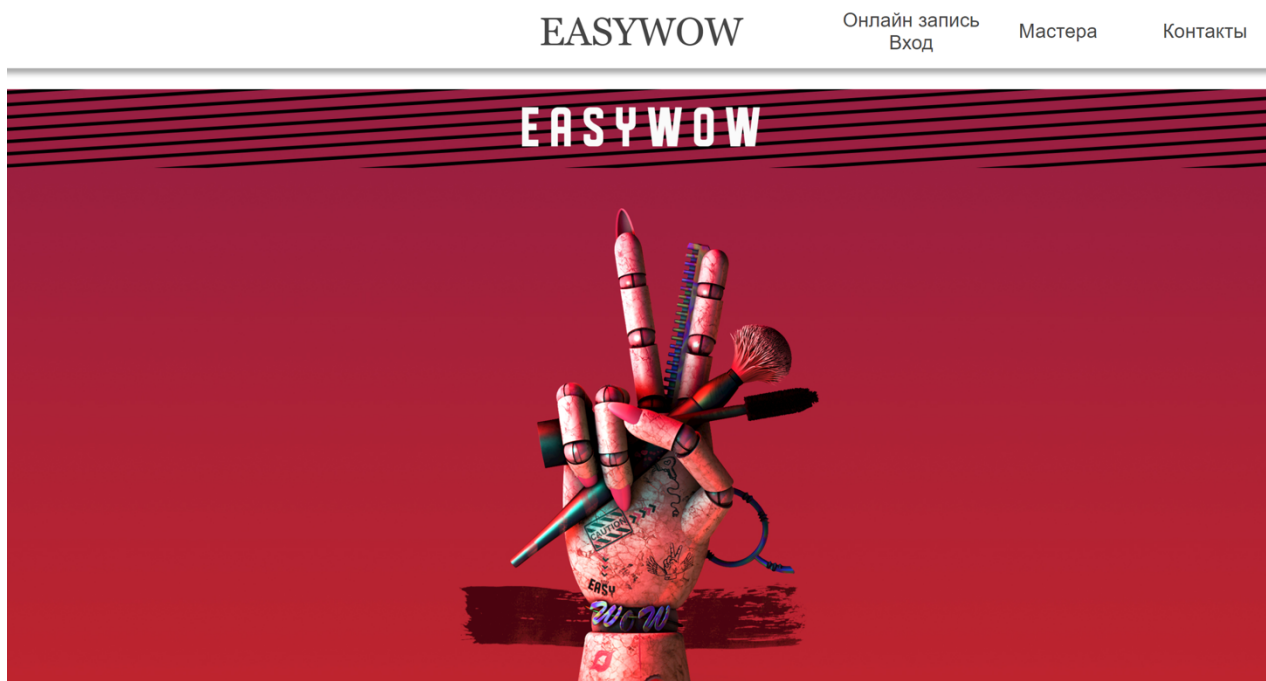 EASYWOW
Онлайн запись
Вход
Мастера
Контакты
EASYWOW
CAUTION
EASY
WOW